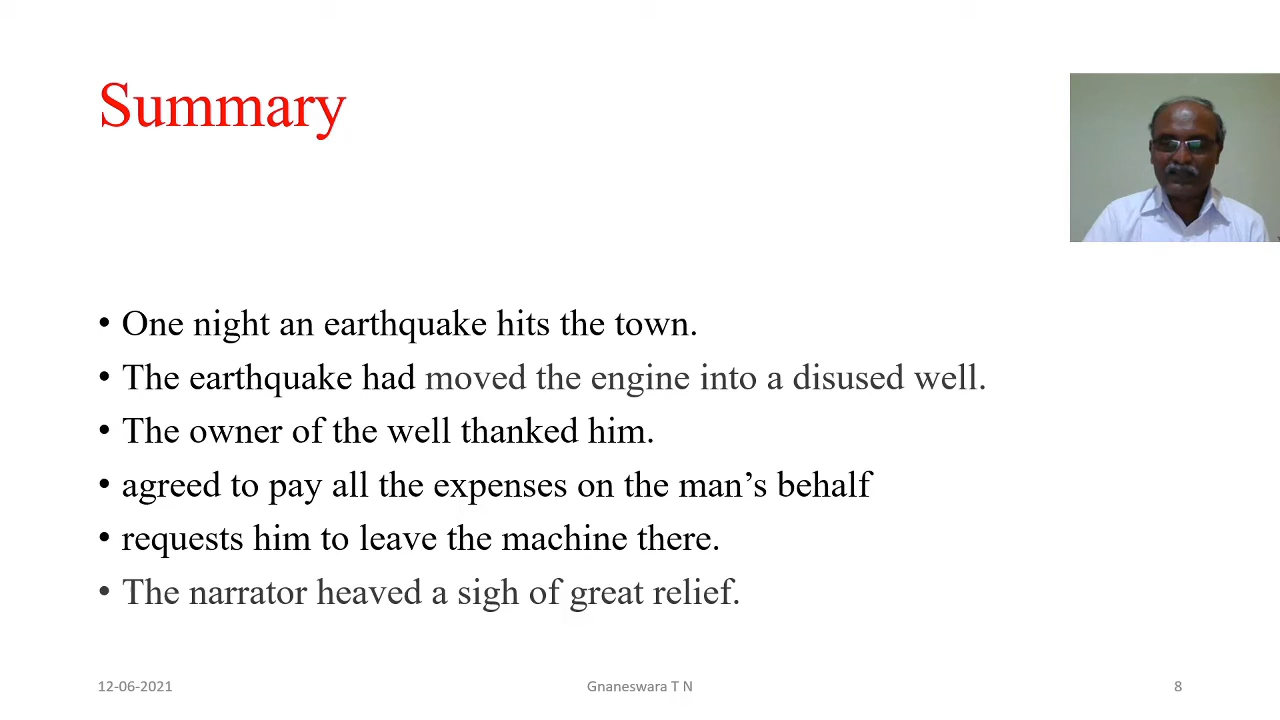 Summary
• One night an earthquake hits the town.
• The earthquake had moved the engine into a disused well.
• The owner of the well thanked him.
• agreed to pay all the expenses on the man’s behalf
• requests him to leave the machine there.
• The narrator heaved a sigh of great relief.
12-06-2021
Gnaneswara T N
8